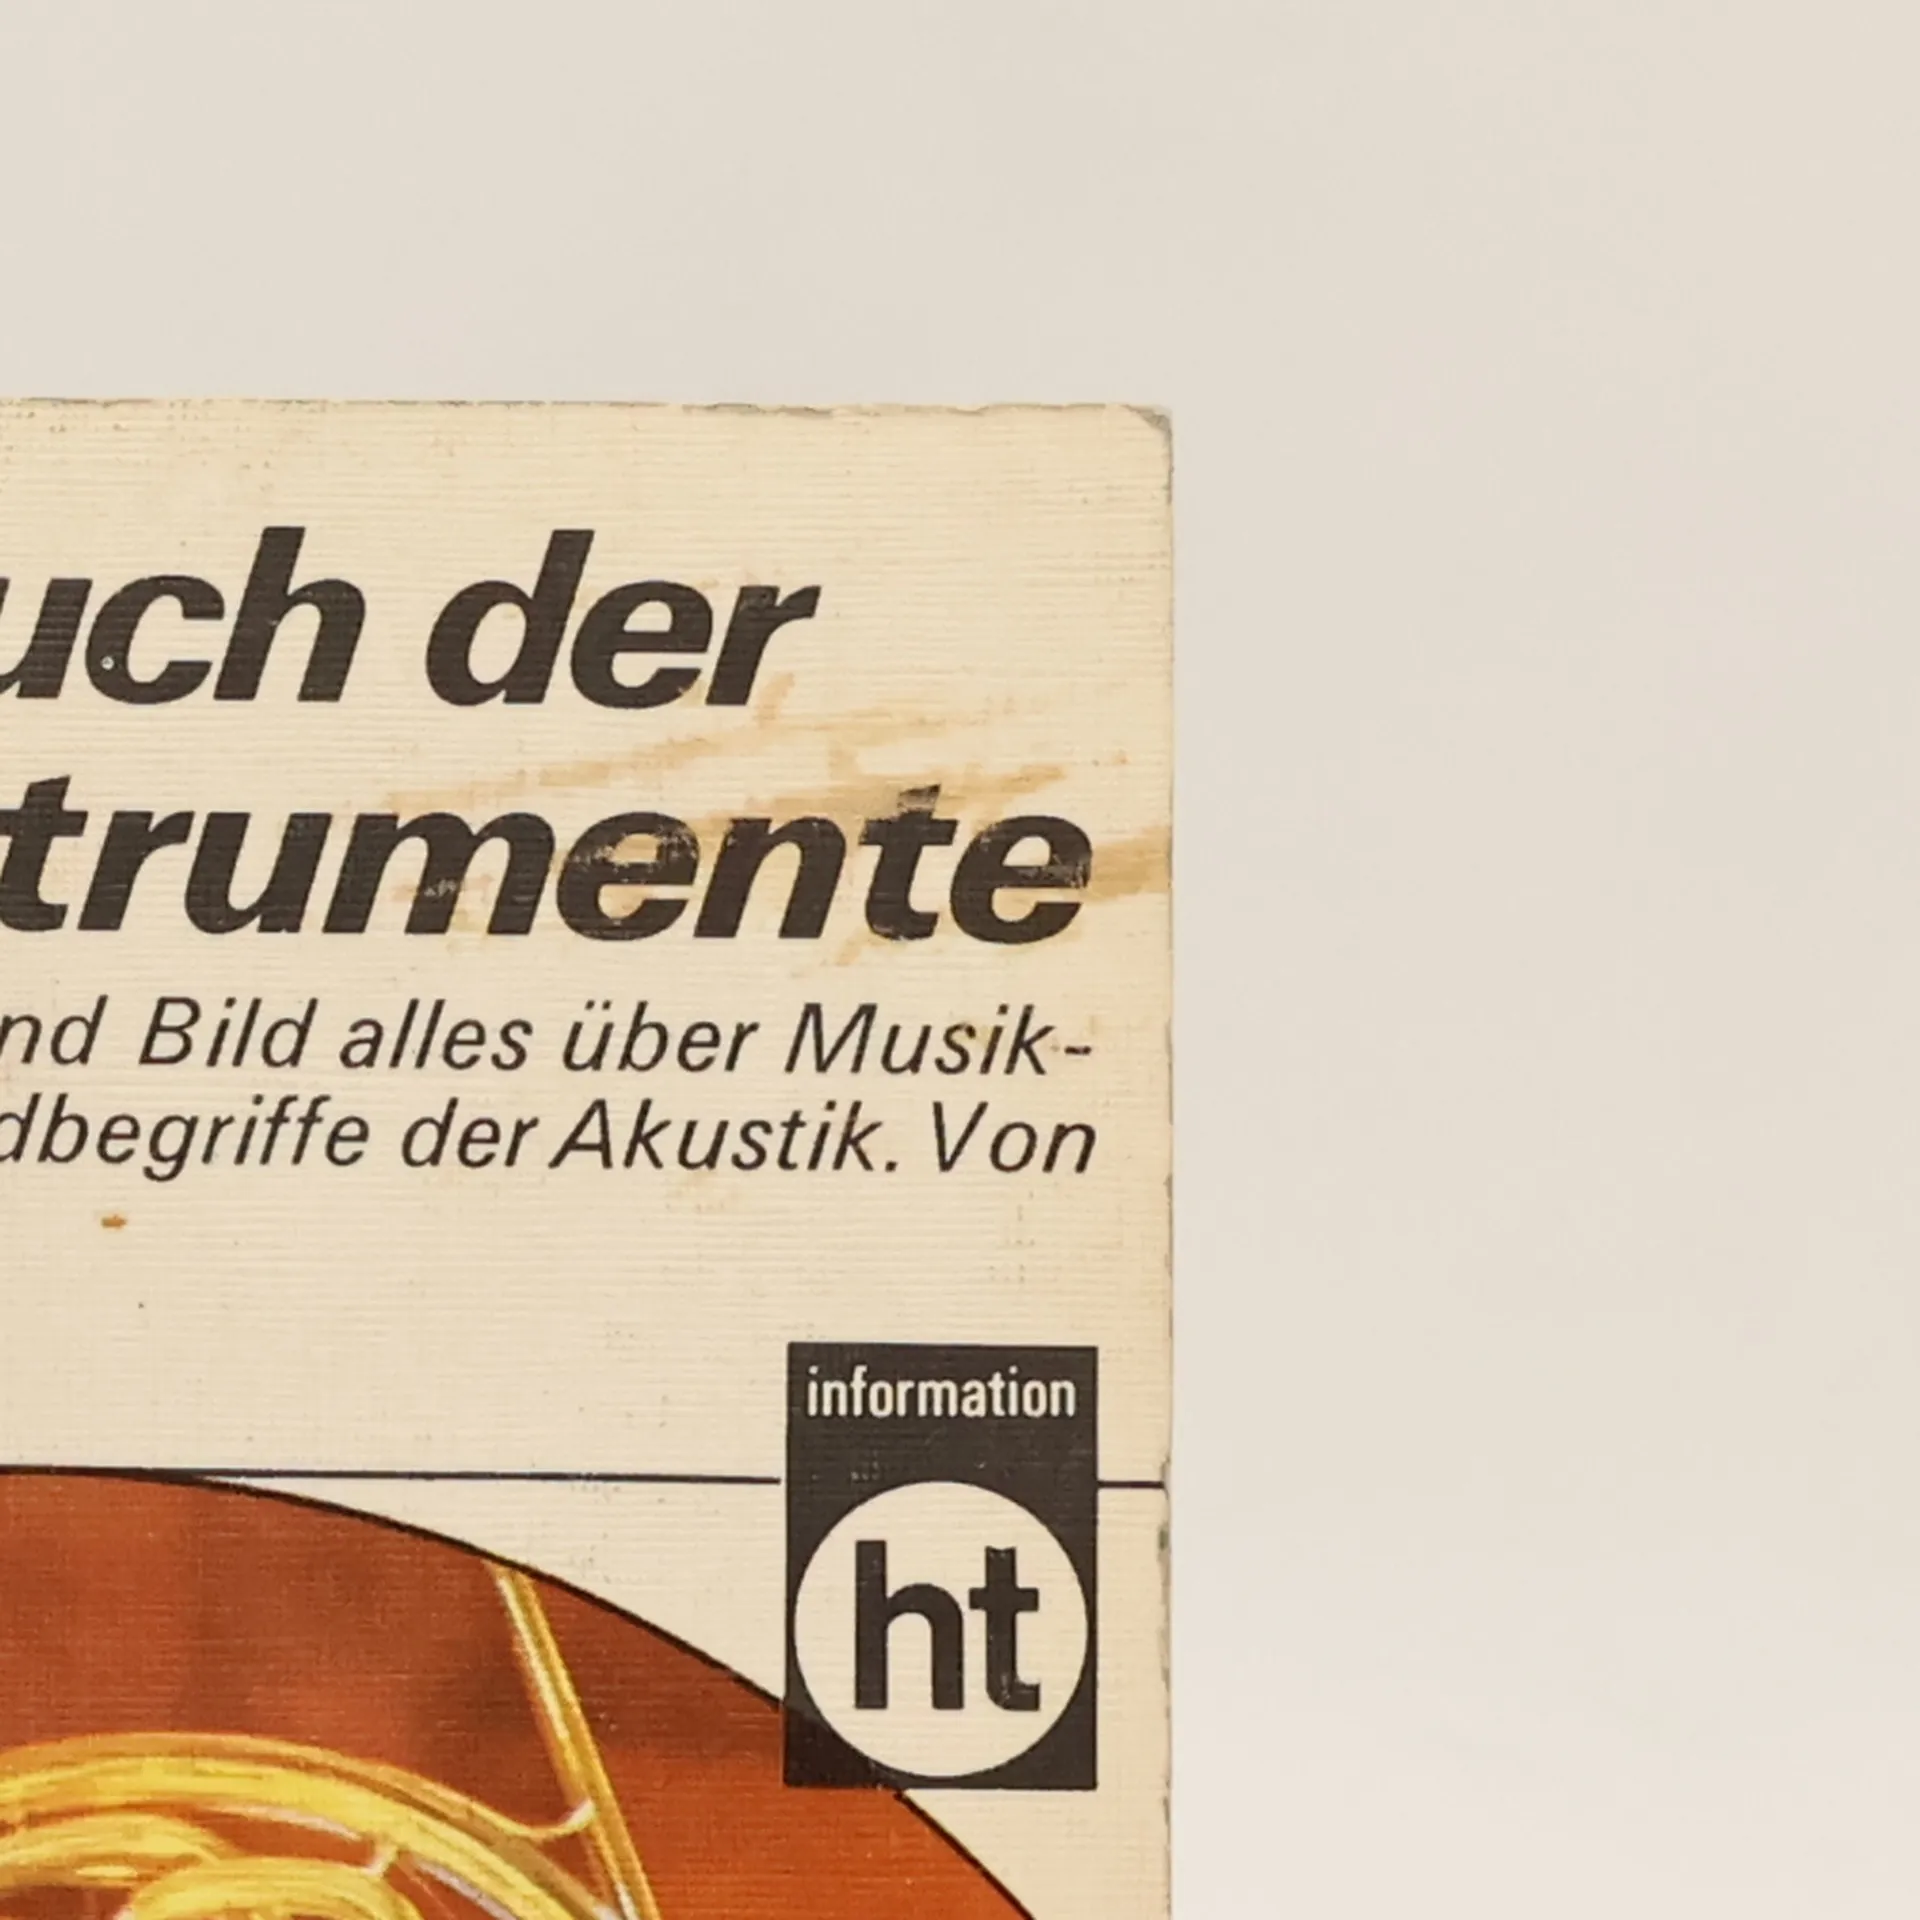 uch der
trumente
nd Bild alles über Musik-
dbegriffe der Akustik. Von
information
ht